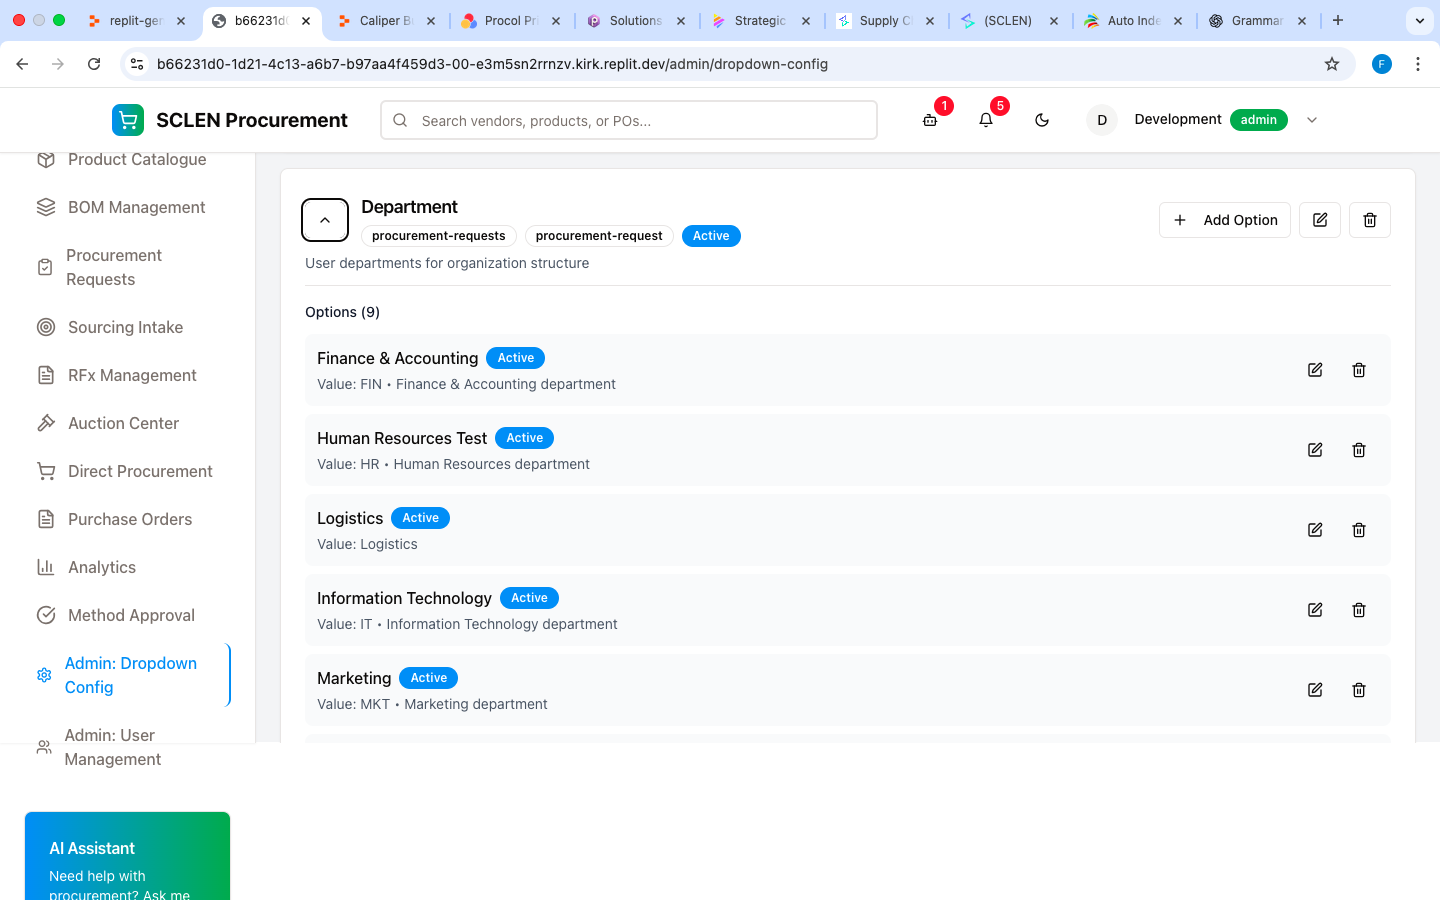 replit-gen
b66231d0
Caliper Bu
Procol Pri
Solutions
Strategic
Supply C
(SCLEN)
Auto Inde
Grammar
b66231d0-1d21-4c13-a6b7-b97aa4f459d3-00-e3m5sn2rrnzv.kirk.replit.dev/admin/dropdown-config
F
SCLEN Procurement
Search vendors, products, or POs...
1
5
D
Development
admin
Product Catalogue
BOM Management
Procurement
Requests
Sourcing Intake
RFx Management
Auction Center
Direct Procurement
Purchase Orders
Analytics
Method Approval
Admin: Dropdown
Config
Admin: User
Management
AI Assistant
Need help with
procurement? Ask me
Department
procurement-requests procurement-request Active
Add Option
User departments for organization structure
Options (9)
Finance & Accounting Active
Value: FIN • Finance & Accounting department
Human Resources Test Active
Value: HR • Human Resources department
Logistics Active
Value: Logistics
Information Technology Active
Value: IT • Information Technology department
Marketing Active
Value: MKT • Marketing department